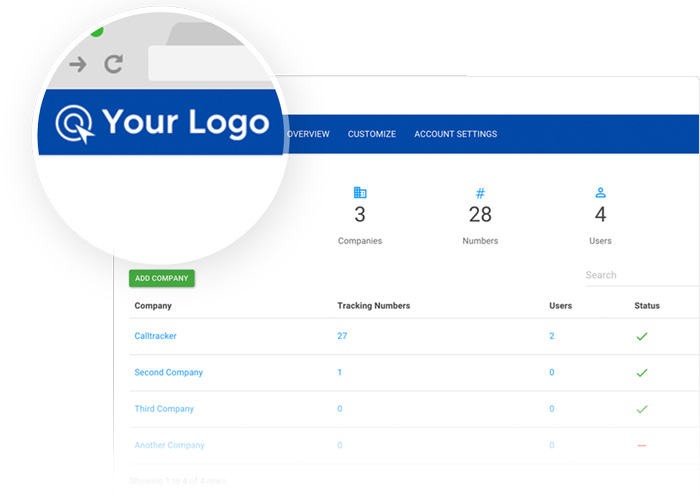 Your Logo
OVERVIEW CUSTOMIZE ACCOUNT SETTINGS
#
3 28 4
Companies Numbers Users
ADD COMPANY
Search
Company Tracking Numbers Users Status
Calltracker 27 2
Second Company 1 0
Third Company 0 0
Another Company 0 0
Showing 1 to 4 of 4 rows